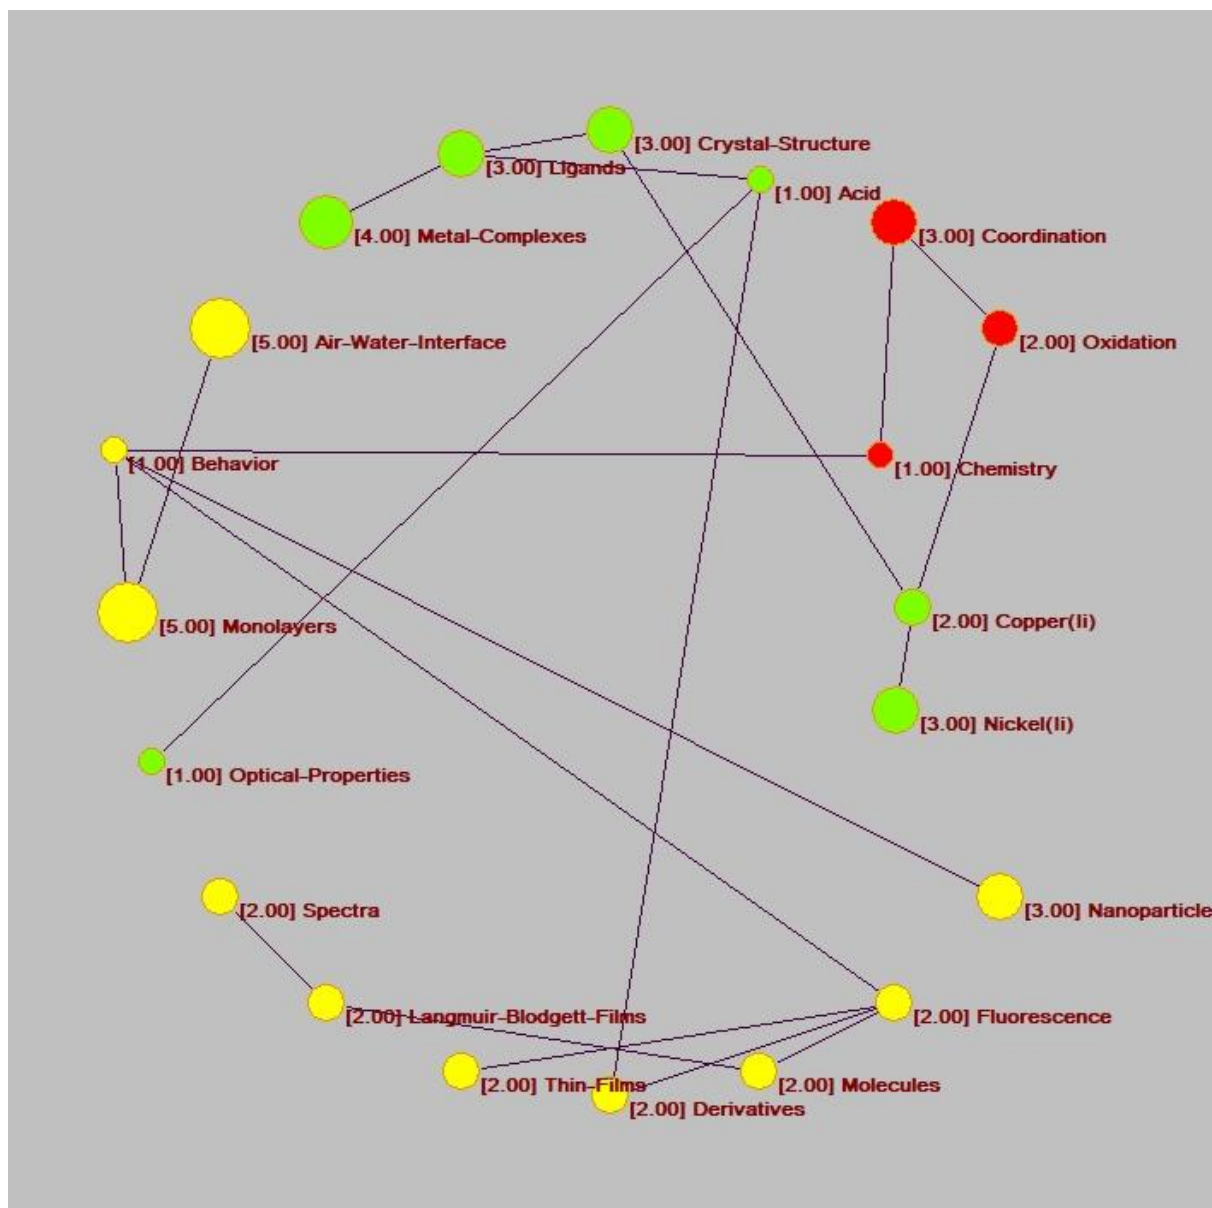 [3.00] Crystal-Structure
[3.00] Ligands
[1.00] Acid
[4.00] Metal-Complexes
[3.00] Coordination
[5.00] Air-Water-Interface
[2.00] Oxidation
[1.00] Behavior
[1.00] Chemistry
[5.00] Monolayers
[2.00] Copper(Ii)
[3.00] Nickel(Ii)
[1.00] Optical-Properties
[2.00] Spectra
[3.00] Nanoparticle
[2.00] Langmuir-Blodgett-Films
[2.00] Fluorescence
[2.00] Thin-Films
[2.00] Molecules
[2.00] Derivatives